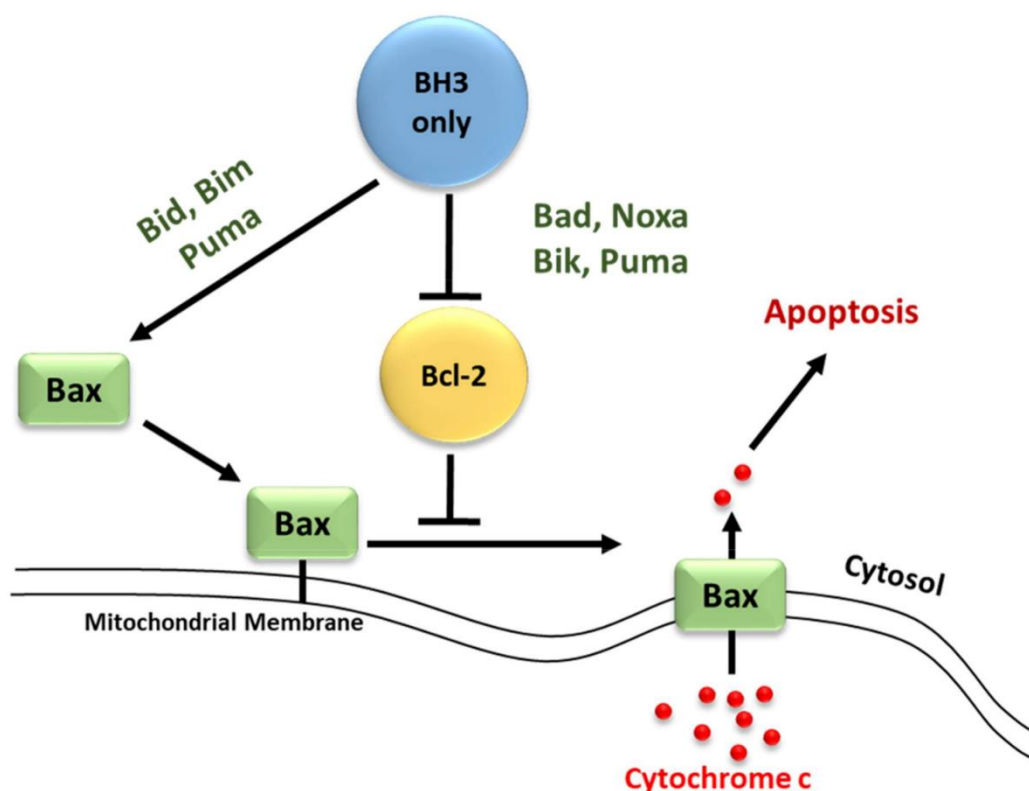 BH3
only
Bid, Bim
Puma
Bad, Noxa
Bik, Puma
Apoptosis
Bax
Bcl-2
Bax
Cytosol
Bax
Mitochondrial Membrane
Cytochrome c